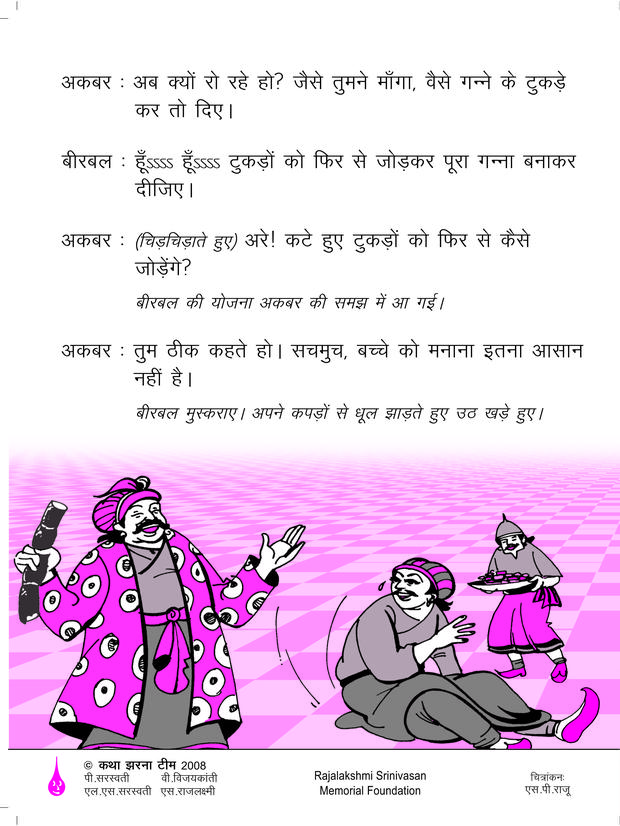 अकबर : अब क्यों रो रहे हो? जैसे तुमने माँगा, वैसे गन्ने के टुकड़े
कर तो दिए।
बीरबल : हूँssss हूँssss टुकड़ों को फिर से जोड़कर पूरा गन्ना बनाकर
दीजिए।
अकबर : (चिड़चिड़ाते हुए) अरे! कटे हुए टुकड़ों को फिर से कैसे
जोड़ेंगे?
बीरबल की योजना अकबर की समझ में आ गई।
अकबर : तुम ठीक कहते हो। सचमुच, बच्चे को मनाना इतना आसान
नहीं है।
बीरबल मुस्कराए। अपने कपड़ों से धूल झाड़ते हुए उठ खड़े हुए।
© कथा झरना टीम 2008
पी.सरस्वती वी.विजयकांती
एल.एस.सरस्वती एस.राजलक्ष्मी
Rajalakshmi Srinivasan
Memorial Foundation
चित्रांकनः
एस.पी.राजू